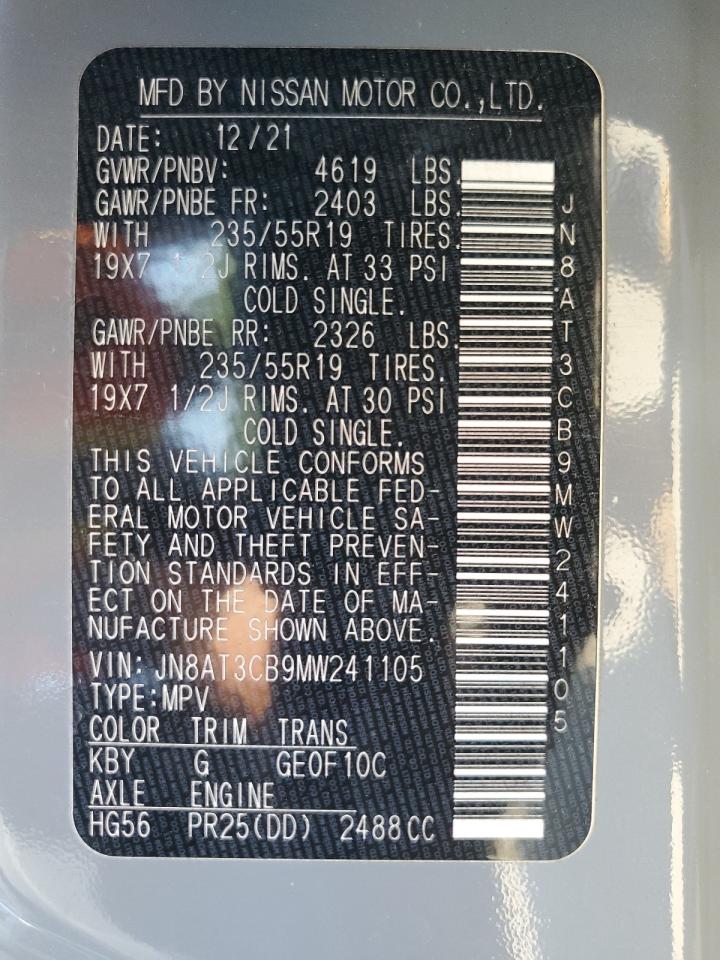 MFD BY NISSAN MOTOR CO.,LTD.
DATE: 12/21
GVWR/PNBV: 4619 LBS.
GAWR/PNBE FR: 2403 LBS.
WITH 235/55R19 TIRES.
19X7 1/2J RIMS. AT 33 PSI
COLD SINGLE.
GAWR/PNBE RR: 2326 LBS.
WITH 235/55R19 TIRES.
19X7 1/2J RIMS. AT 30 PSI
COLD SINGLE.
THIS VEHICLE CONFORMS
TO ALL APPLICABLE FED-
ERAL MOTOR VEHICLE SA-
FETY AND THEFT PREVEN-
TION STANDARDS IN EFF-
ECT ON THE DATE OF MA-
NUFACTURE SHOWN ABOVE.
VIN: JN8AT3CB9MW241105
TYPE:MPV
COLOR TRIM TRANS
KBY G GE0F10C
AXLE ENGINE
HG56 PR25(DD) 2488CC
JN8AT3CB9MW241105